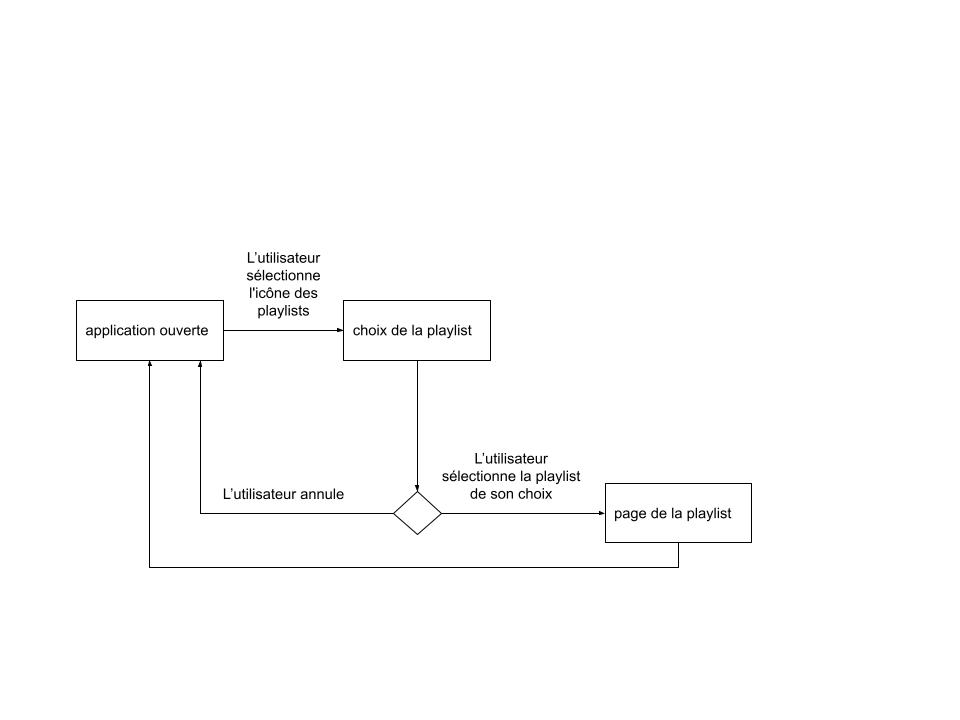 L’utilisateur
sélectionne
l'icône des
playlists
application ouverte
choix de la playlist
L’utilisateur
sélectionne la playlist
de son choix
L’utilisateur annule
page de la playlist